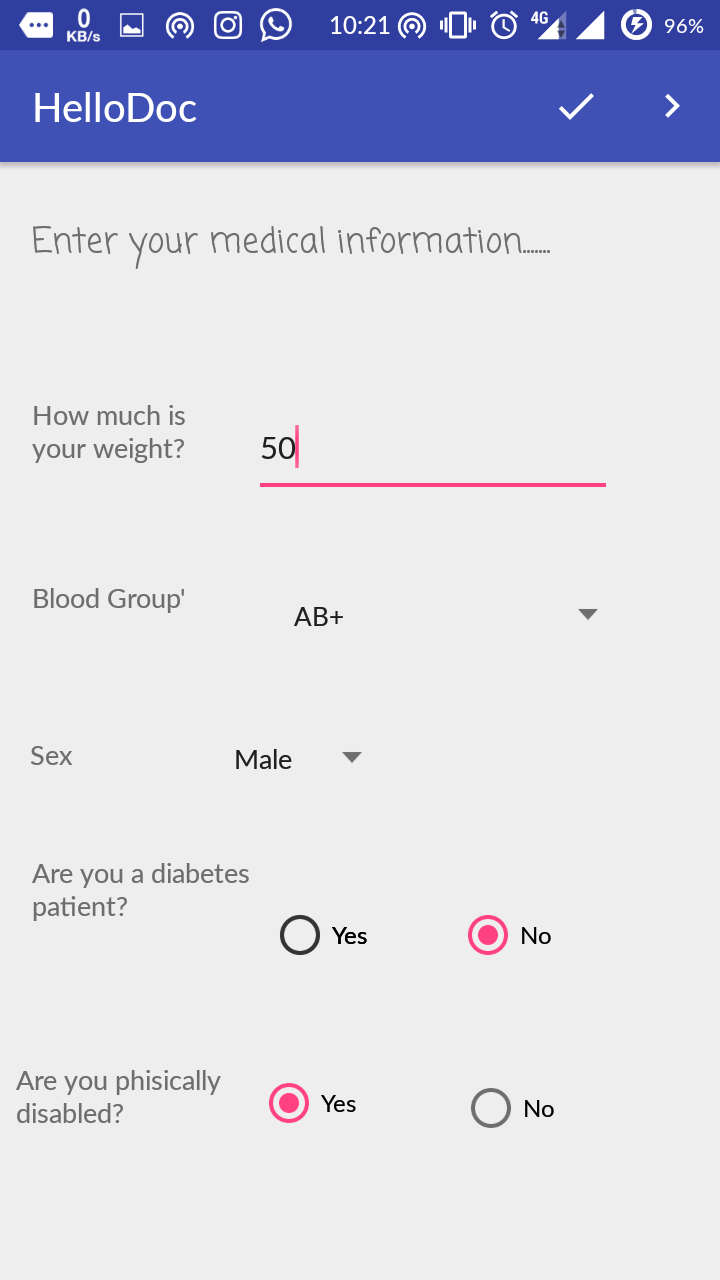 0 KB/s 10:21 4G 96%
HelloDoc
Enter your medical information.......
How much is
your weight?
50
Blood Group'
AB+
Sex
Male
Are you a diabetes
patient?
Yes
No
Are you phisically
disabled?
Yes
No